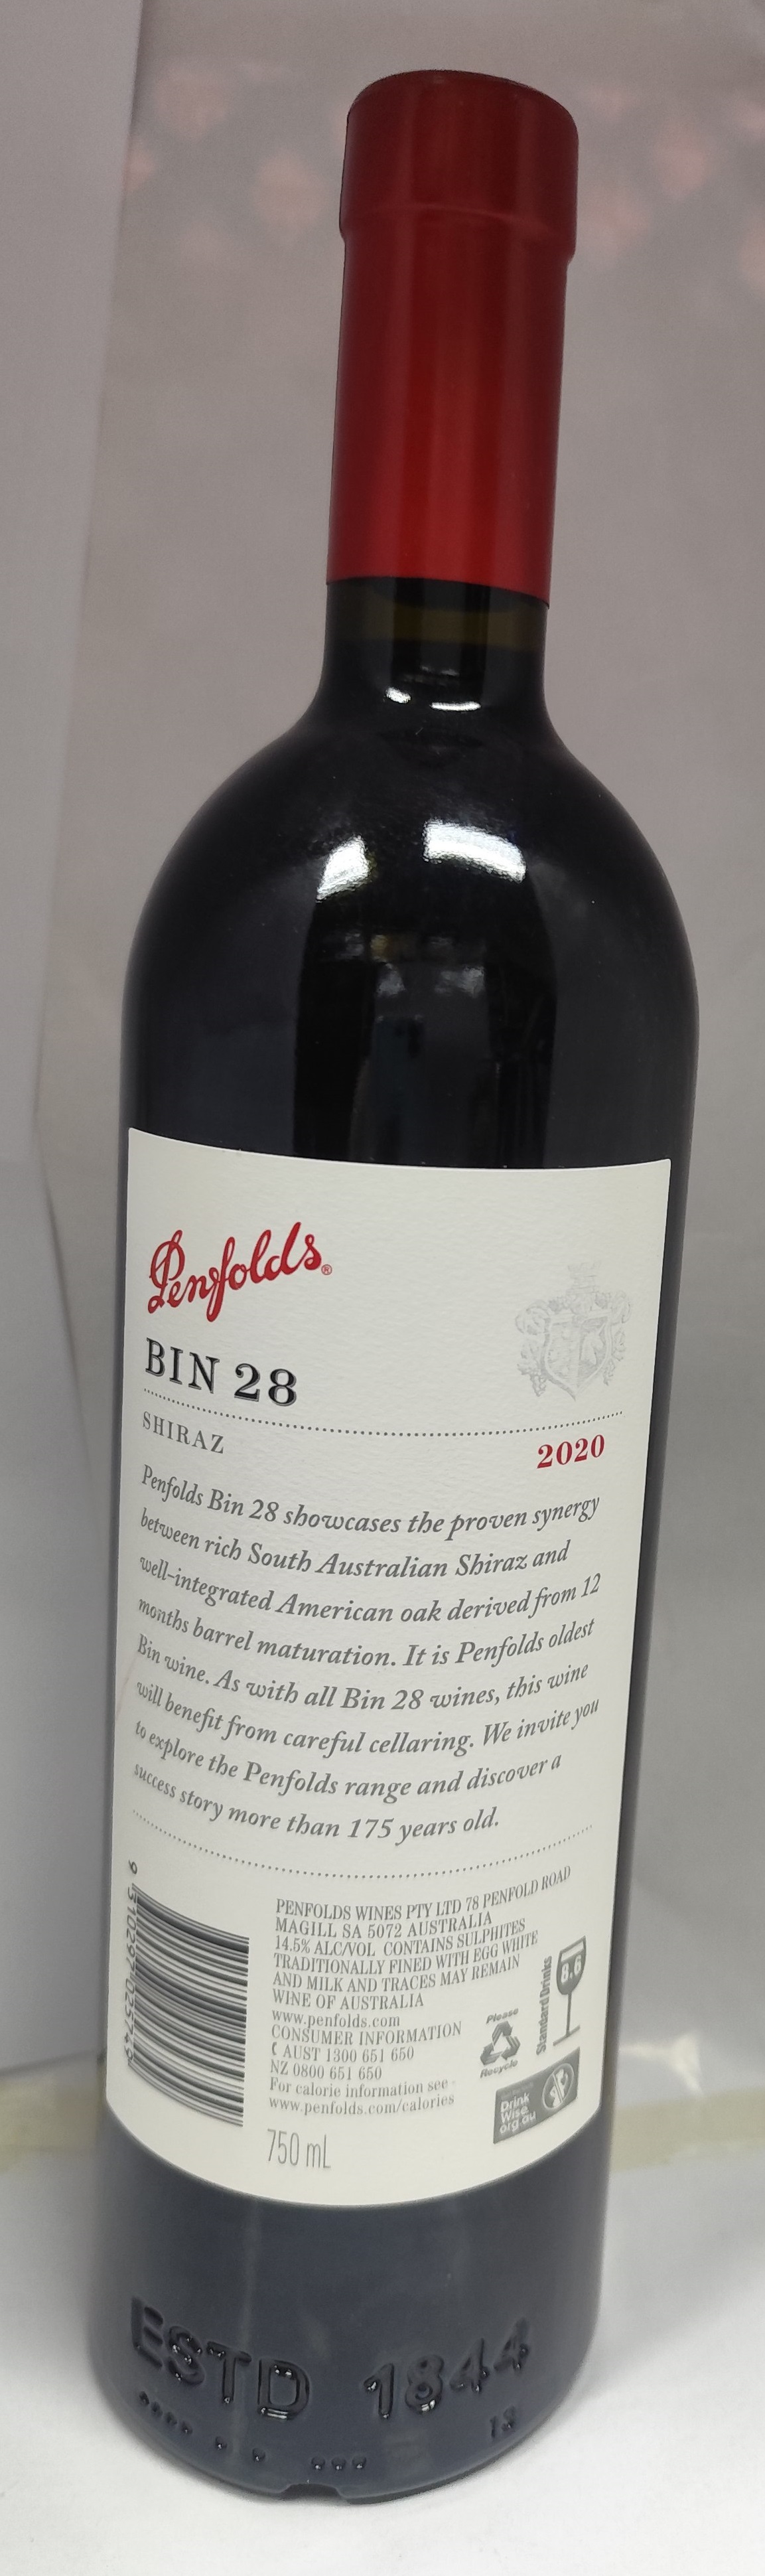 Penfolds®
BIN 28
SHIRAZ
2020
Penfolds Bin 28 showcases the proven synergy
between rich South Australian Shiraz and
well-integrated American oak derived from 12
months barrel maturation. It is Penfolds oldest
Bin wine. As with all Bin 28 wines, this wine
will benefit from careful cellaring. We invite you
to explore the Penfolds range and discover a
success story more than 175 years old.
PENFOLDS WINES PTY LTD 78 PENFOLD ROAD
MAGILL SA 5072 AUSTRALIA
14.5% ALC/VOL CONTAINS SULPHITES
TRADITIONALLY FINED WITH EGG WHITE
AND MILK AND TRACES MAY REMAIN
WINE OF AUSTRALIA
www.penfolds.com
CONSUMER INFORMATION
AUST 1300 651 650
NZ 0800 651 650
For calorie information see -
www.penfolds.com/calories
750 mL
Please
Recycle
Standard Drinks
8.6
Drink
Wise
org.au
ESTD 1844